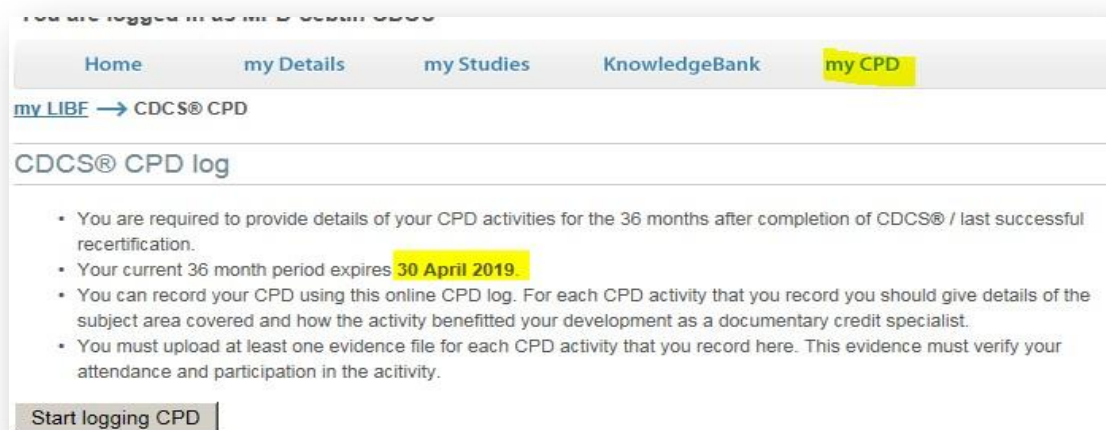 You are logged in as
Home my Details my Studies KnowledgeBank my CPD
my LIBF → CDCS® CPD
CDCS® CPD log
• You are required to provide details of your CPD activities for the 36 months after completion of CDCS® / last successful
recertification.
• Your current 36 month period expires 30 April 2019.
• You can record your CPD using this online CPD log. For each CPD activity that you record you should give details of the
subject area covered and how the activity benefitted your development as a documentary credit specialist.
• You must upload at least one evidence file for each CPD activity that you record here. This evidence must verify your
attendance and participation in the acitivity.
Start logging CPD